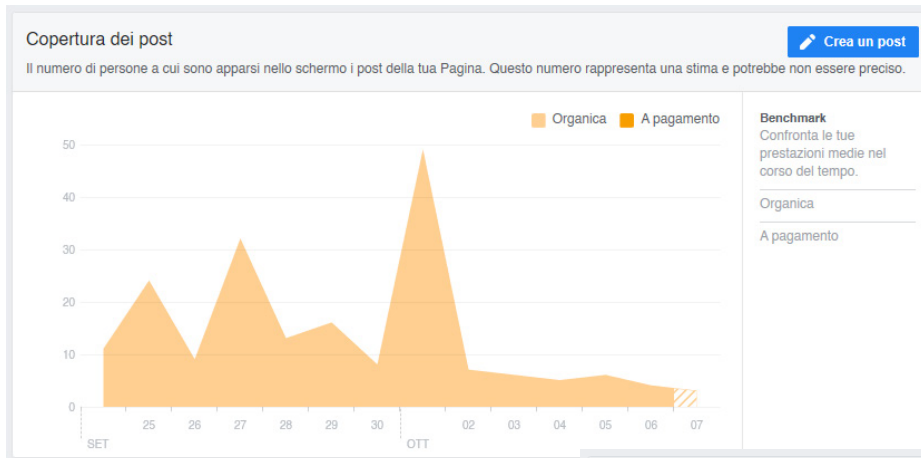 Copertura dei post
Crea un post
Il numero di persone a cui sono apparsi nello schermo i post della tua Pagina. Questo numero rappresenta una stima e potrebbe non essere preciso.
Organica
A pagamento
Benchmark
Confronta le tue
prestazioni medie nel
corso del tempo.
Organica
A pagamento
50
40
30
20
10
0
25 26 27 28 29 30 02 03 04 05 06 07
SET OTT